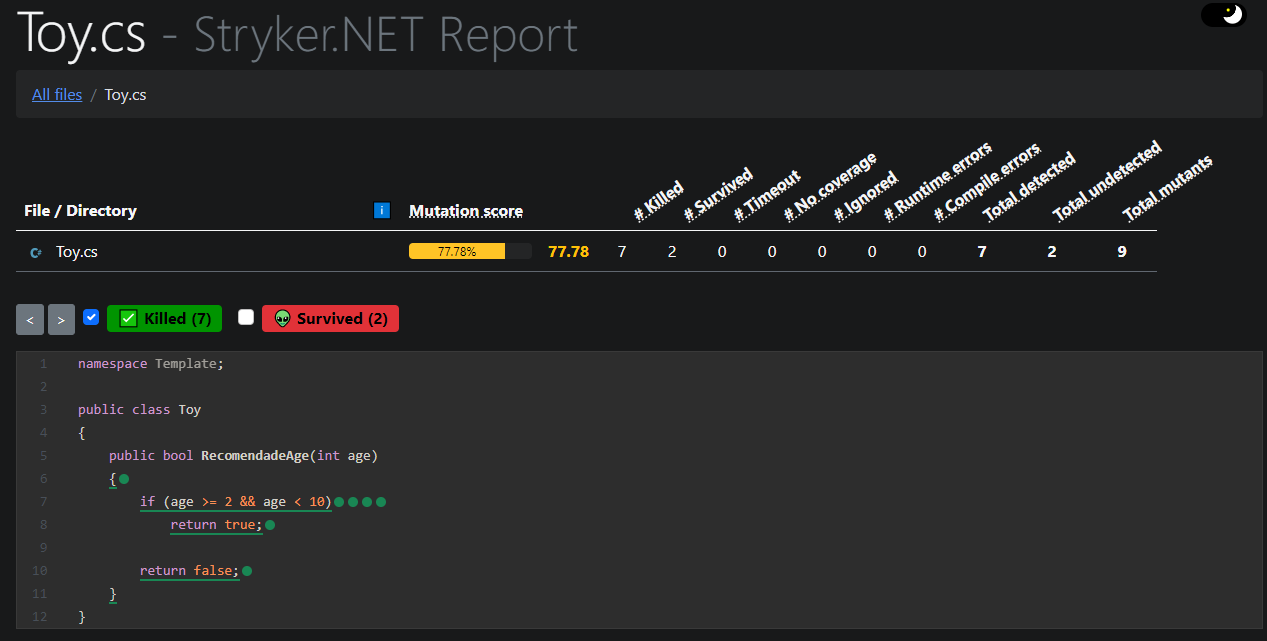 Toy.cs - Stryker.NET Report
All files / Toy.cs
File / Directory i Mutation score # Killed # Survived # Timeout # No coverage # Ignored # Runtime errors # Compile errors Total detected Total undetected Total mutants
C# Toy.cs 77.78% 77.78 7 2 0 0 0 0 0 7 2 9
< > Killed (7) Survived (2)
1 namespace Template;
2
3 public class Toy
4 {
5 public bool RecomendadeAge(int age)
6 {
7 if (age >= 2 && age < 10)
8 return true;
9
10 return false;
11 }
12 }